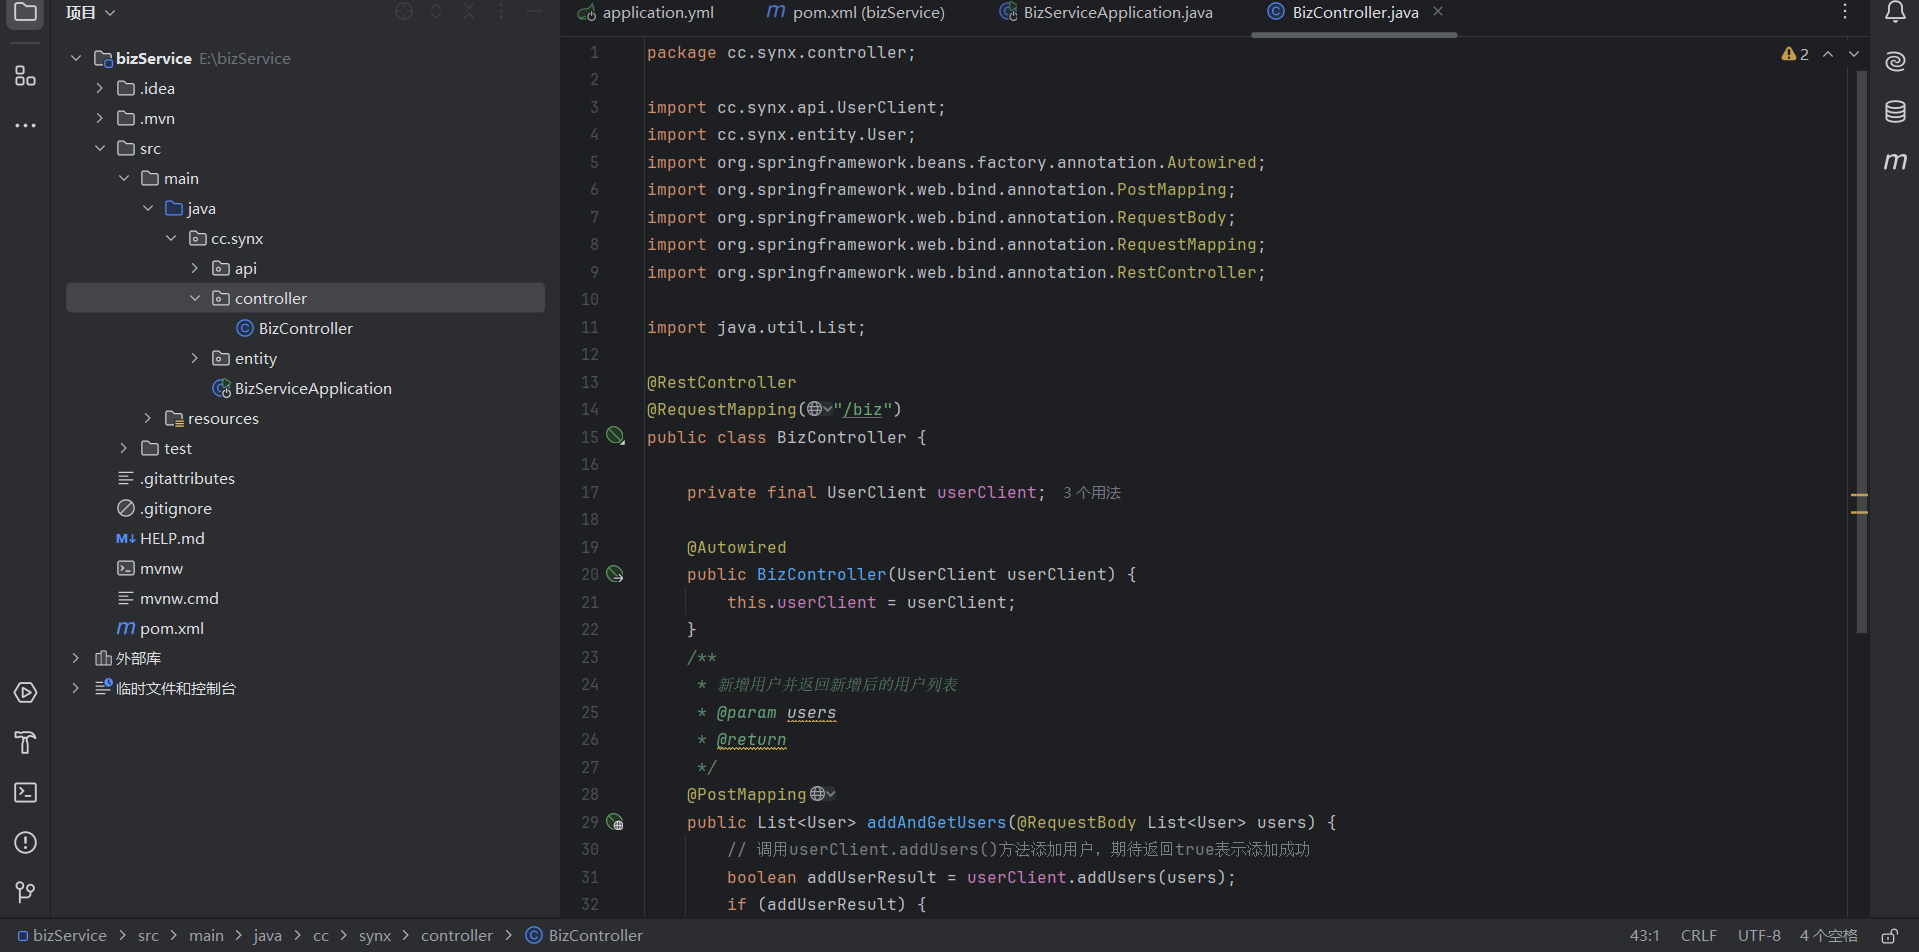 项目
bizService E:\bizService
.idea
.mvn
src
main
java
cc.synx
api
controller
BizController
entity
BizServiceApplication
resources
test
.gitattributes
.gitignore
HELP.md
mvnw
mvnw.cmd
pom.xml
外部库
临时文件和控制台
application.yml pom.xml (bizService) BizServiceApplication.java BizController.java
2
1 package cc.synx.controller;
2
3 import cc.synx.api.UserClient;
4 import cc.synx.entity.User;
5 import org.springframework.beans.factory.annotation.Autowired;
6 import org.springframework.web.bind.annotation.PostMapping;
7 import org.springframework.web.bind.annotation.RequestBody;
8 import org.springframework.web.bind.annotation.RequestMapping;
9 import org.springframework.web.bind.annotation.RestController;
10
11 import java.util.List;
12
13 @RestController
14 @RequestMapping("/biz")
15 public class BizController {
16
17 private final UserClient userClient; 3 个用法
18
19 @Autowired
20 public BizController(UserClient userClient) {
21 this.userClient = userClient;
22 }
23 /**
24 * 新增用户并返回新增后的用户列表
25 * @param users
26 * @return
27 */
28 @PostMapping
29 public List<User> addAndGetUsers(@RequestBody List<User> users) {
30 // 调用userClient.addUsers()方法添加用户，期待返回true表示添加成功
31 boolean addUserResult = userClient.addUsers(users);
32 if (addUserResult) {
bizService > src > main > java > cc > synx > controller > BizController
43:1 CRLF UTF-8 4 个空格